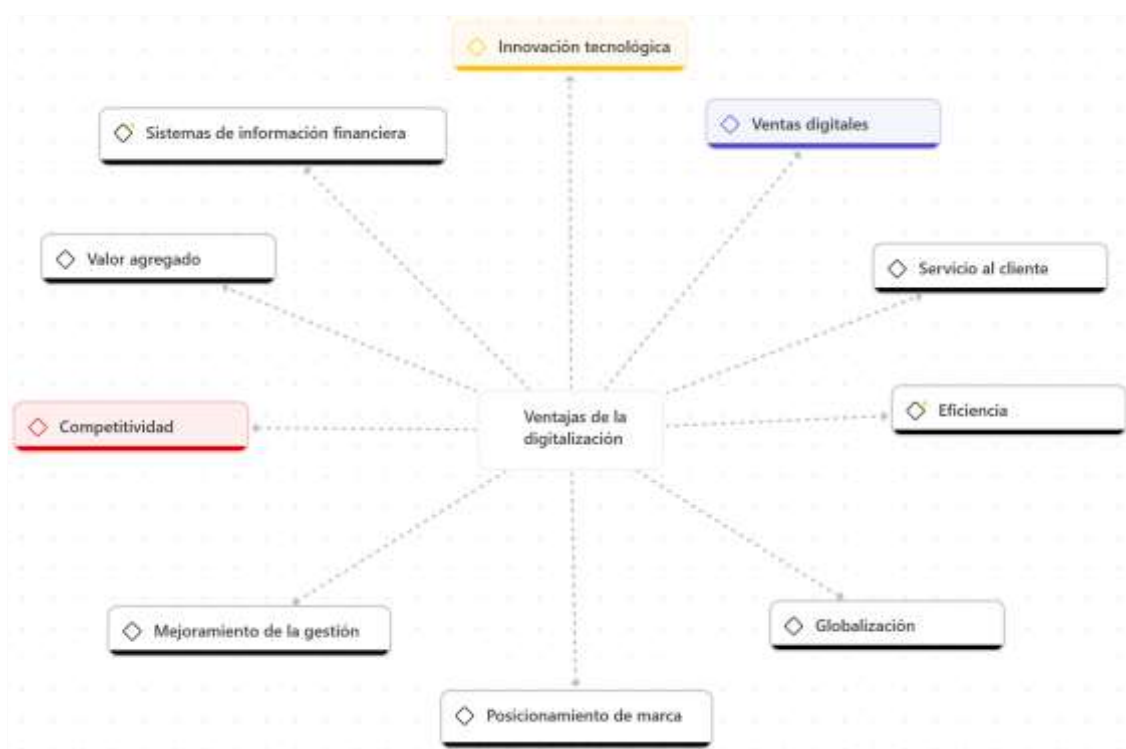 Innovación tecnológica
Sistemas de información financiera
Ventas digitales
Valor agregado
Servicio al cliente
Ventajas de la
digitalización
Competitividad
Eficiencia
Mejoramiento de la gestión
Globalización
Posicionamiento de marca